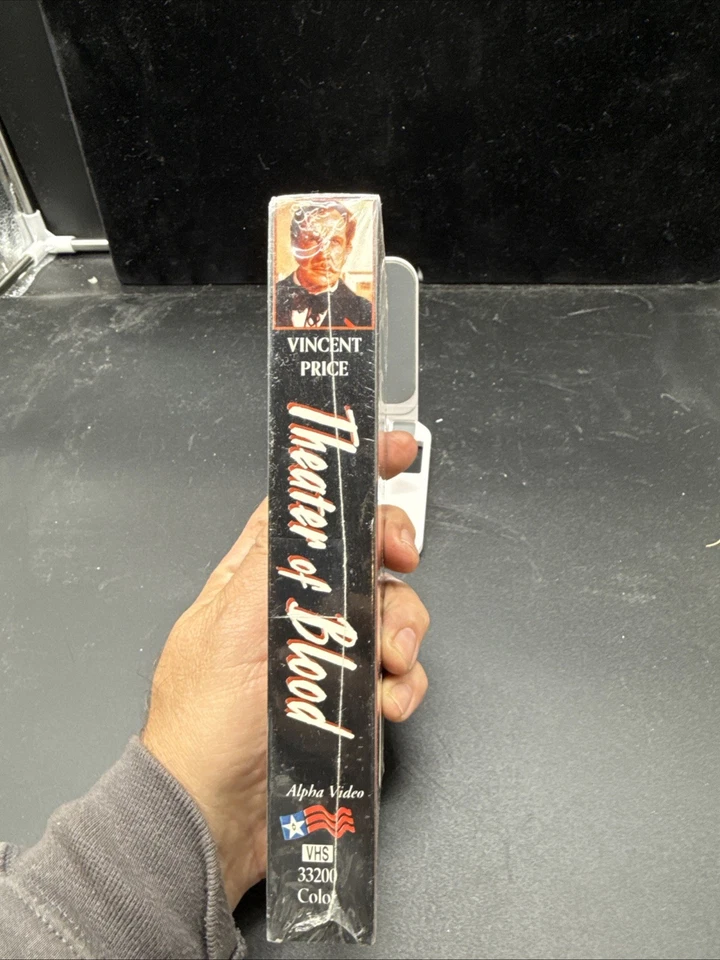 VINCENT
PRICE
Theater of Blood
Alpha Video
VHS
33200
Color